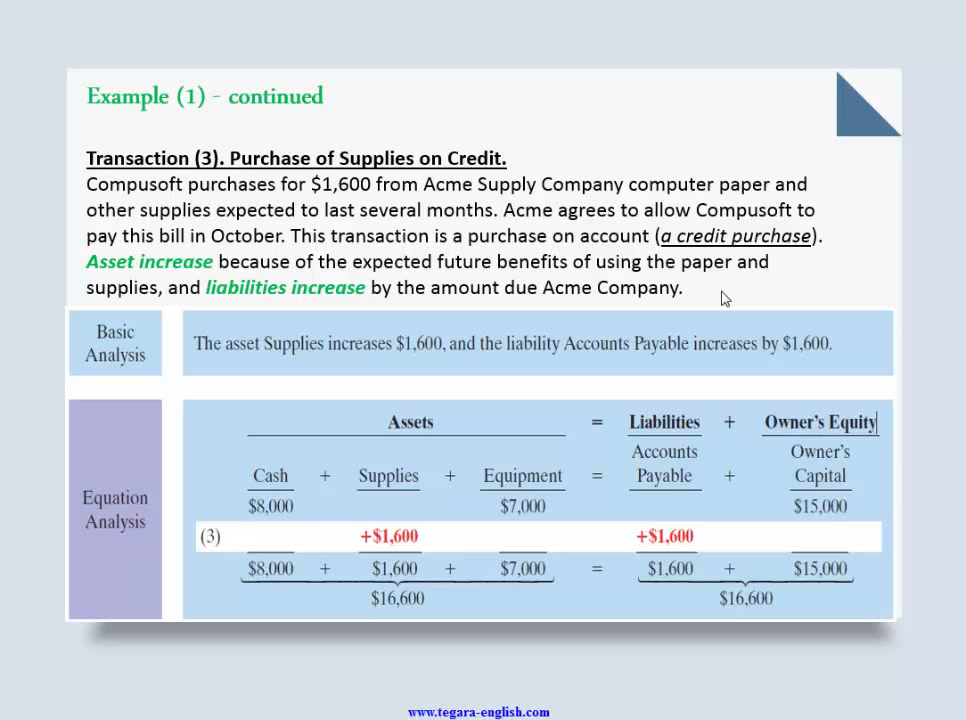 Example (1) - continued
Transaction (3). Purchase of Supplies on Credit.
Compusoft purchases for $1,600 from Acme Supply Company computer paper and
other supplies expected to last several months. Acme agrees to allow Compusoft to
pay this bill in October. This transaction is a purchase on account (a credit purchase).
Asset increase because of the expected future benefits of using the paper and
supplies, and liabilities increase by the amount due Acme Company.
Basic
Analysis
The asset Supplies increases $1,600, and the liability Accounts Payable increases by $1,600.
Equation
Analysis
Assets = Liabilities + Owner's Equity
Accounts Owner's
Cash + Supplies + Equipment = Payable + Capital
$8,000 $7,000 $15,000
(3) +$1,600 +$1,600
$8,000 + $1,600 + $7,000 = $1,600 + $15,000
$16,600 $16,600
www.tegara-english.com